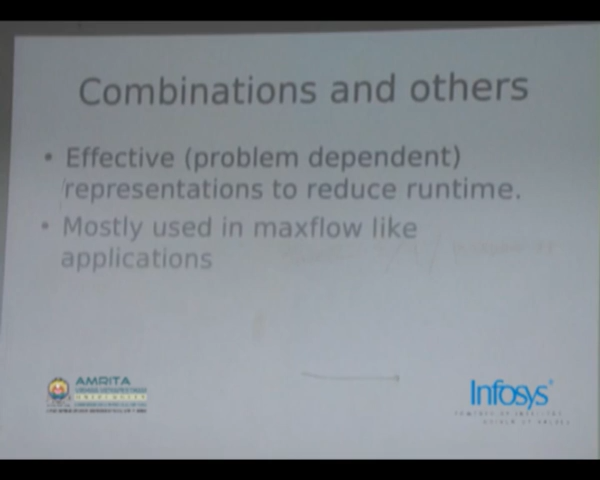 Combinations and others
• Effective (problem dependent)
representations to reduce runtime.
• Mostly used in maxflow like
applications
AMRITA
Infosys